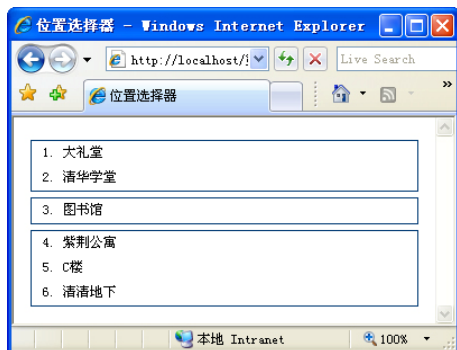 位置选择器 - Windows Internet Explorer
http://localhost/
Live Search
位置选择器
1. 大礼堂
2. 清华学堂
3. 图书馆
4. 紫荆公寓
5. C楼
6. 清清地下
本地 Intranet
100%